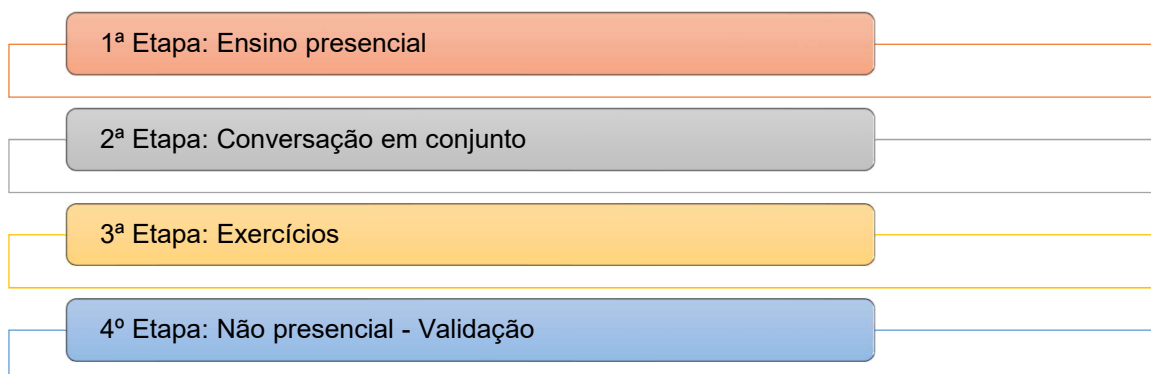 1ª Etapa: Ensino presencial
2ª Etapa: Conversação em conjunto
3ª Etapa: Exercícios
4º Etapa: Não presencial - Validação